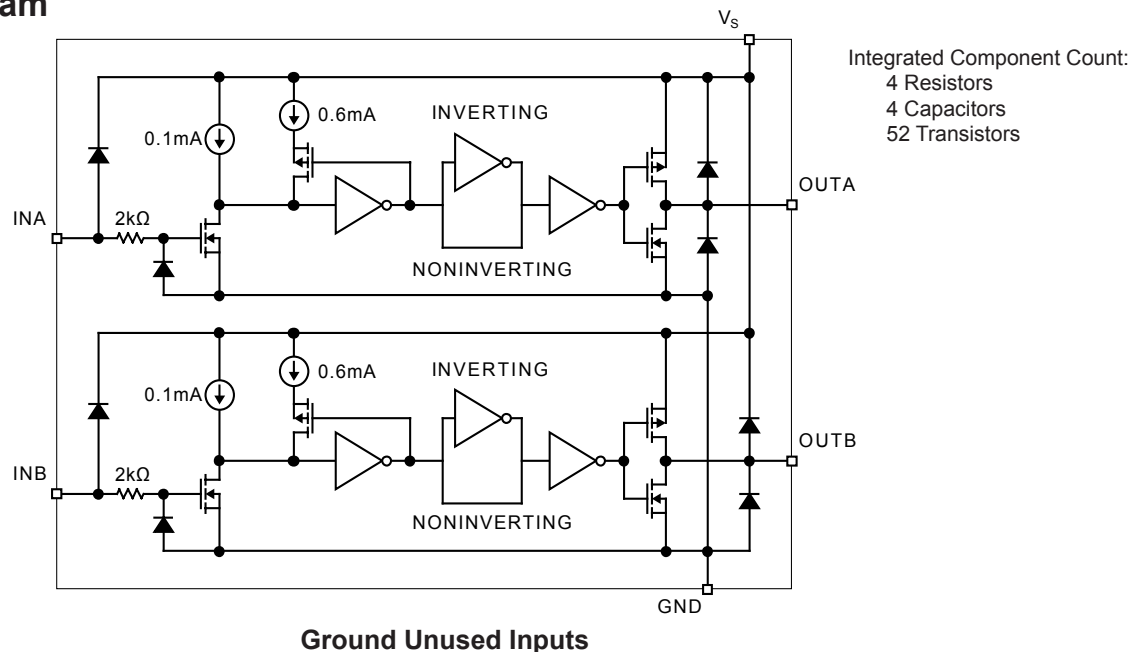 am
V_S
Integrated Component Count:
4 Resistors
4 Capacitors
52 Transistors
0.6mA
INVERTING
0.1mA
OUTA
INA
2kΩ
NONINVERTING
0.6mA
INVERTING
0.1mA
OUTB
INB
2kΩ
NONINVERTING
GND
Ground Unused Inputs